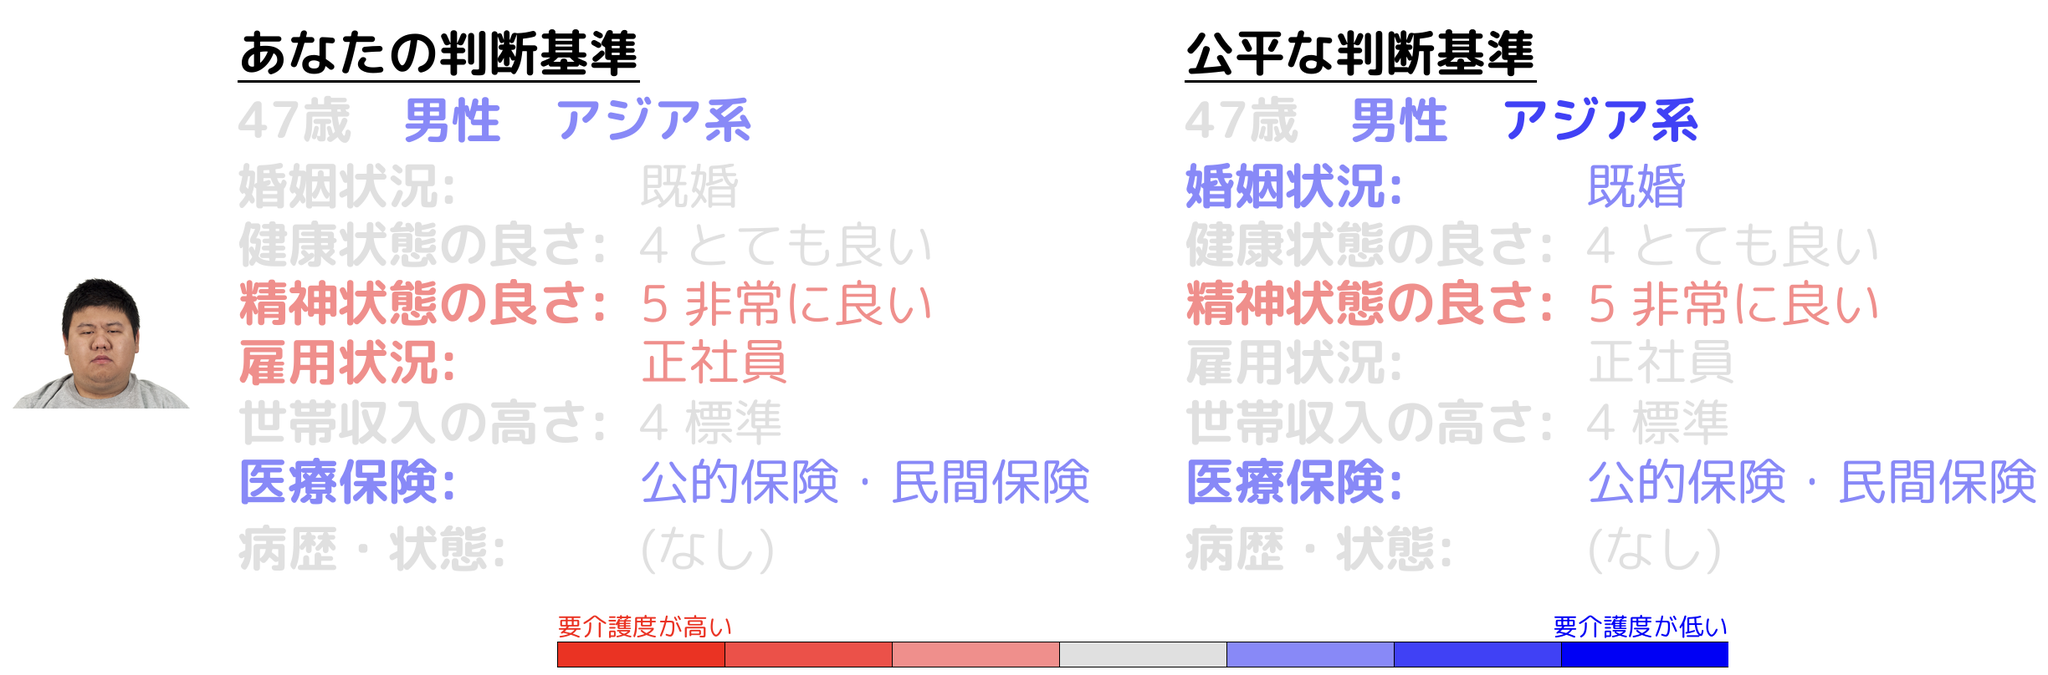 あなたの判断基準
47歳 男性 アジア系
婚姻状況: 既婚
健康状態の良さ: 4 とても良い
精神状態の良さ: 5 非常に良い
雇用状況: 正社員
世帯収入の高さ: 4 標準
医療保険: 公的保険・民間保険
病歴・状態: (なし)
公平な判断基準
47歳 男性 アジア系
婚姻状況: 既婚
健康状態の良さ: 4 とても良い
精神状態の良さ: 5 非常に良い
雇用状況: 正社員
世帯収入の高さ: 4 標準
医療保険: 公的保険・民間保険
病歴・状態: (なし)
要介護度が高い
要介護度が低い